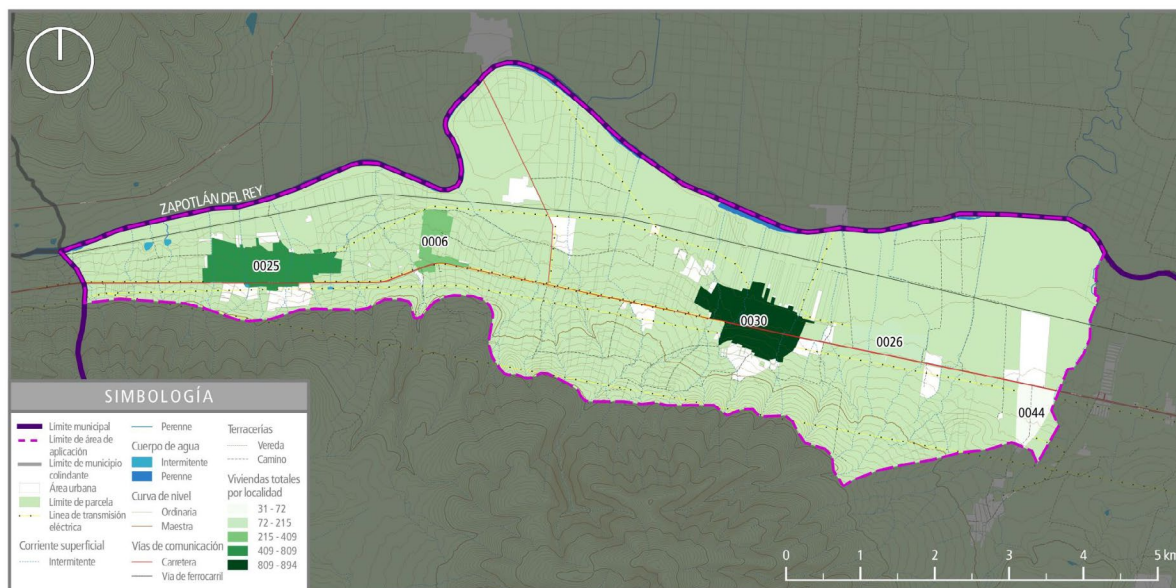 ZAPOTLÁN DEL REY
0006
0025
0030
0026
0044
SIMBOLOGÍA
Límite municipal
Límite de área de
aplicación
Límite de municipio
colindante
Área urbana
Límite de parcela
Línea de transmisión
eléctrica
Corriente superficial
Intermitente
Perenne
Cuerpo de agua
Intermitente
Perenne
Curva de nivel
Ordinaria
Maestra
Vías de comunicación
Carretera
Via de ferrocarril
Terracerías
Vereda
Camino
Viviendas totales
por localidad
31 - 72
72 - 215
215 - 409
409 - 809
809 - 894
0 1 2 3 4 5 km